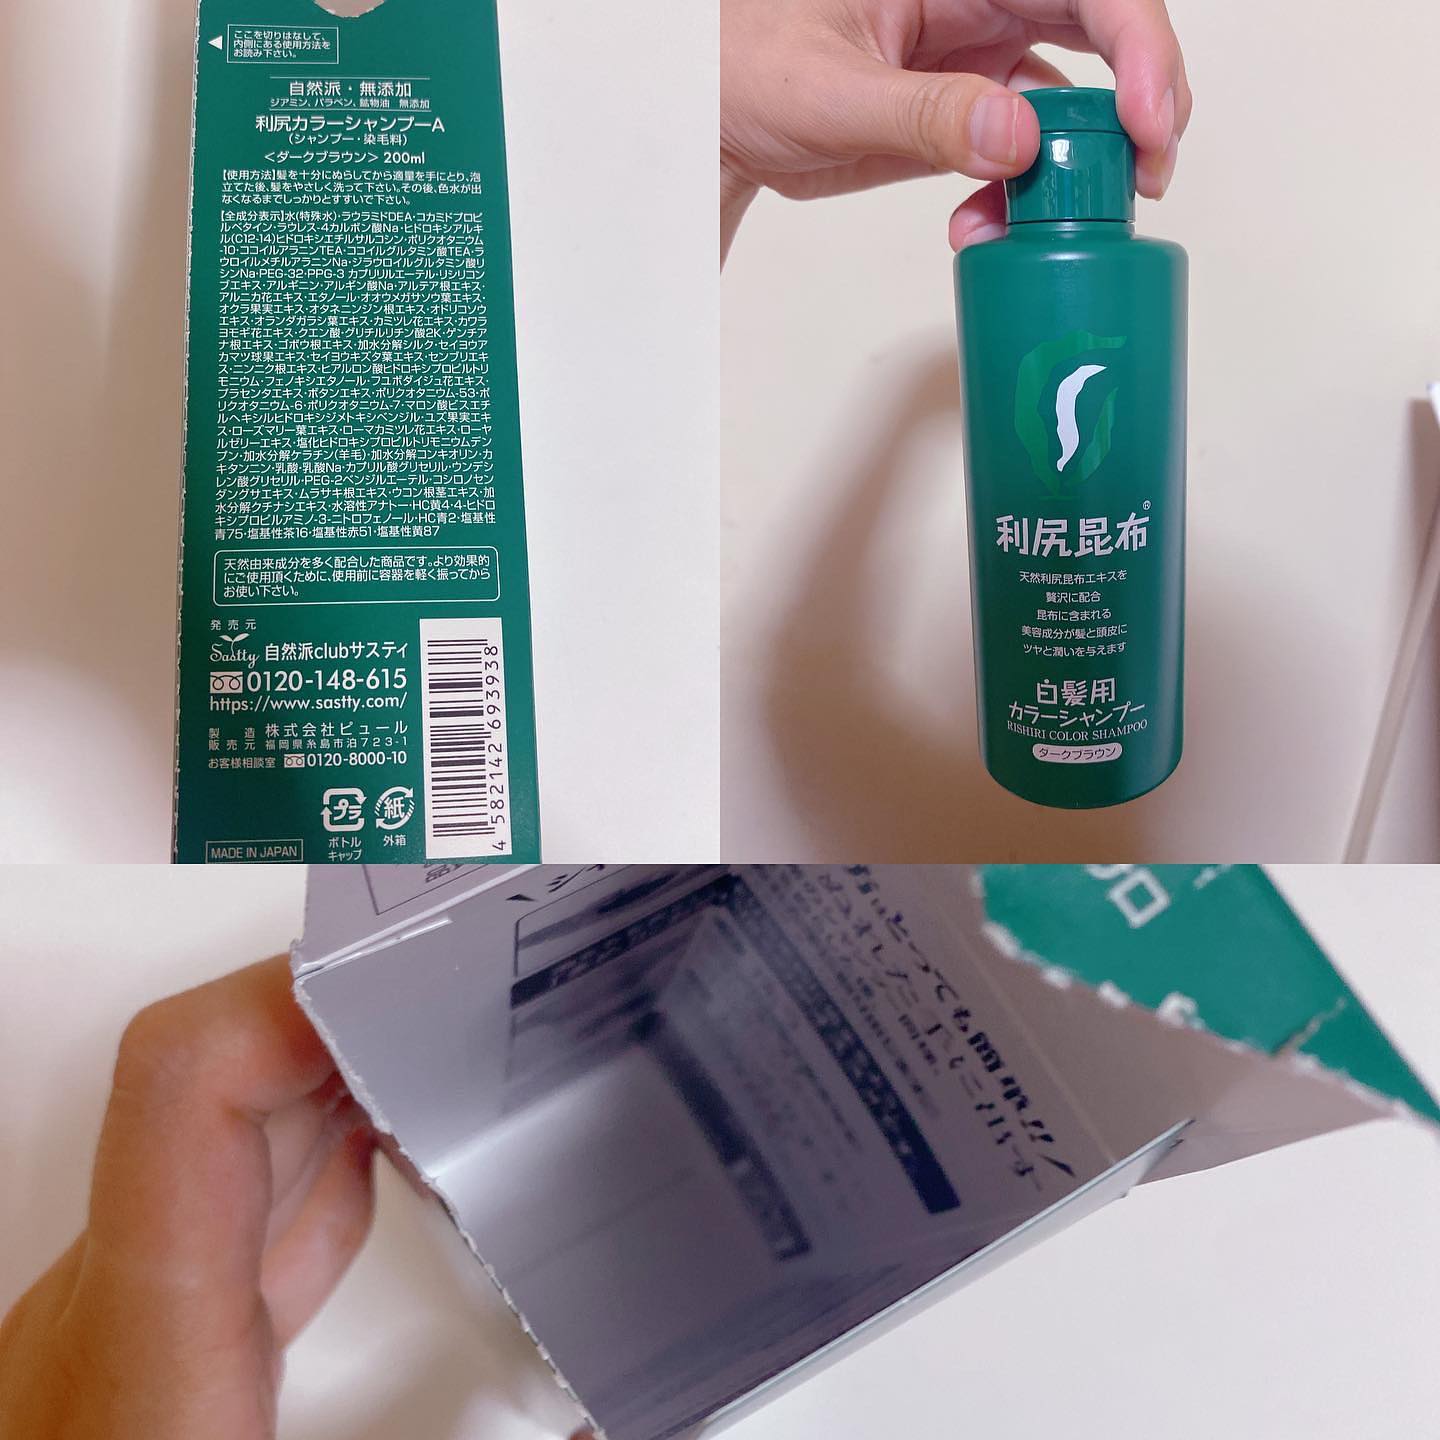 ここを切りはなして、
内側にある使用方法を
お読み下さい。
自然派・無添加
ジアミン、パラベン、鉱物油 無添加
利尻カラーシャンプーA
(シャンプー・染毛料)
<ダークブラウン> 200ml
【使用方法】髪を十分にぬらしてから適量を手にとり、泡
立てた後、髪をやさしく洗って下さい。その後、色水が出
なくなるまでしっかりとすすいで下さい。
【全成分表示】水(特殊水)・ラウラミドDEA・コカミドプロピ
ルベタイン・ラウレス-4カルボン酸Na・ヒドロキシアルキ
ル(C12-14)ヒドロキシエチルサルコシン・ポリクオタニウム
-10・ココイルアラニンTEA・ココイルグルタミン酸TEA・ラ
ウロイルメチルアラニンNa・ジラウロイルグルタミン酸リ
シンNa・PEG-32・PPG-3 カプリリルエーテル・リシリコン
ブエキス・アルギニン・アルギン酸Na・アルテア根エキス・
アルニカ花エキス・エタノール・オオウメガサソウ葉エキス・
オクラ果実エキス・オタネニンジン根エキス・オドリコソウ
エキス・オランダガラシ葉エキス・カミツレ花エキス・カワラ
ヨモギ花エキス・クエン酸・グリチルリチン酸2K・ゲンチア
ナ根エキス・ゴボウ根エキス・加水分解シルク・セイヨウア
カマツ球果エキス・セイヨウキズタ葉エキス・センブリエキ
ス・ニンニク根エキス・ヒアルロン酸ヒドロキシプロピルトリ
モニウム・フェノキシエタノール・フユボダイジュ花エキス・
プラセンタエキス・ボタンエキス・ポリクオタニウム-53・ポ
リクオタニウム-6・ポリクオタニウム-7・マロン酸ビスエチ
ルヘキシルヒドロキシジメトキシベンジル・ユズ果実エキ
ス・ローズマリー葉エキス・ローマカミツレ花エキス・ローヤ
ルゼリーエキス・塩化ヒドロキシプロピルトリモニウムデン
プン・加水分解ケラチン(羊毛)・加水分解コンキオリン・カ
キタンニン・乳酸・乳酸Na・カプリル酸グリセリル・ウンデシ
レン酸グリセリル・PEG-2ベンジルエーテル・コシロノセン
ダングサエキス・ムラサキ根エキス・ウコン根茎エキス・加
水分解クチナシエキス・水溶性アナトー・HC黄4・4-ヒドロ
キシプロピルアミノ-3-ニトロフェノール・HC青2・塩基性
青75・塩基性茶16・塩基性赤51・塩基性黄87
天然由来成分を多く配合した商品です。より効果的
にご使用頂くために、使用前に容器を軽く振ってから
お使い下さい。
発売元
Sastty 自然派clubサスティ
0120-148-615
https://www.sastty.com/
製造 株式会社ピュール
販売元 福岡県糸島市泊723-1
お客様相談室 0120-8000-10
プラ
紙
ボトル
キャップ
外箱
MADE IN JAPAN
4 582142 693938
利尻昆布®
天然利尻昆布エキスを
贅沢に配合
昆布に含まれる
美容成分が髪と頭皮に
ツヤと潤いを与えます
白髪用
カラーシャンプー
RISHIRI COLOR SHAMPOO
ダークブラウン
とっても簡単!!